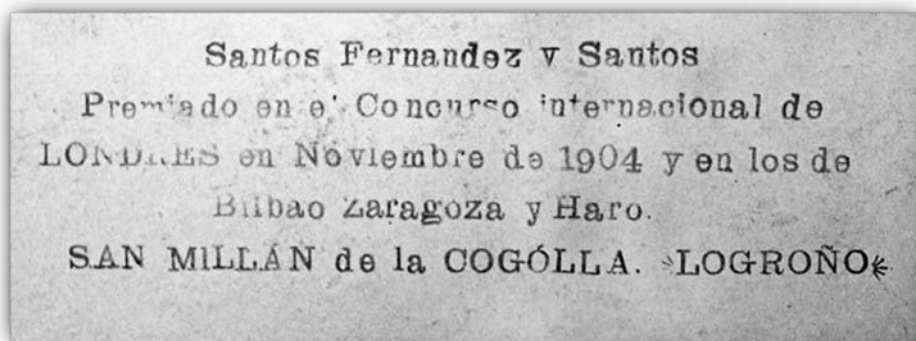 Santos Fernandez y Santos
Premiado en el Concurso internacional de
LONDRES en Noviembre de 1904 y en los de
Bilbao Zaragoza y Haro.
SAN MILLÁN de la COGÓLLA. LOGROÑO